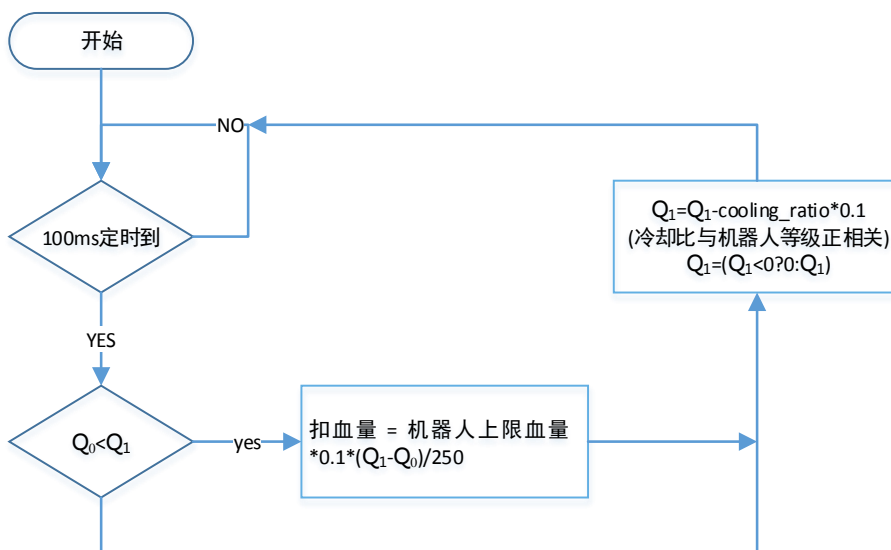 开始
NO
100ms定时到
Q₁=Q₁-cooling_ratio*0.1
(冷却比与机器人等级正相关)
Q₁=(Q₁<0?0:Q₁)
YES
Q₀<Q₁
yes
扣血量 = 机器人上限血量
*0.1*(Q₁-Q₀)/250